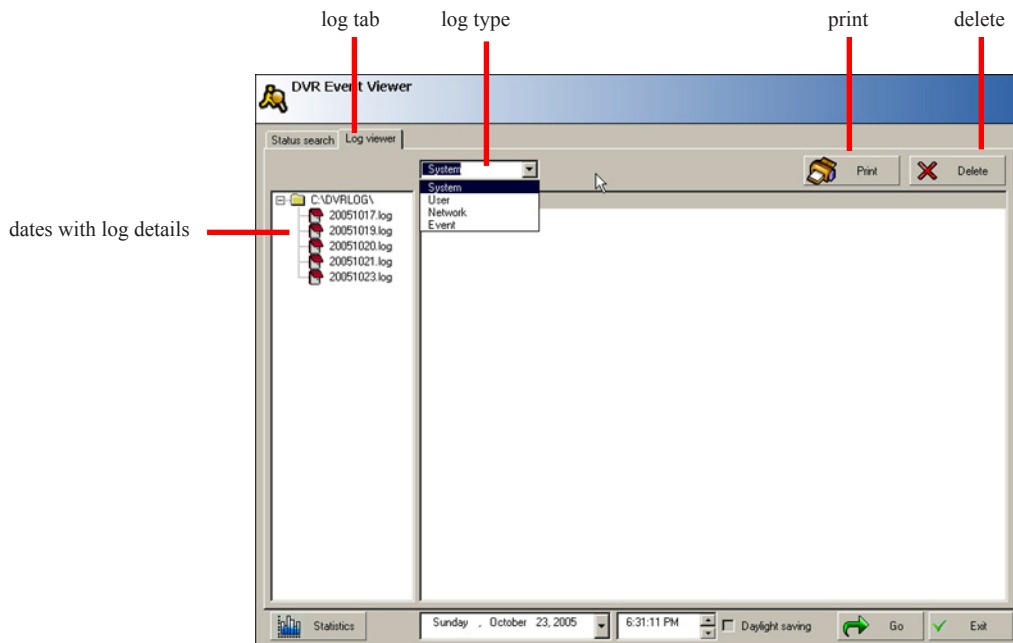 log tab
log type
print
delete
DVR Event Viewer
Status search
Log viewer
System
Print
Delete
System
User
Network
Event
C:\DVRLOG\
20051017.log
20051019.log
20051020.log
20051021.log
20051023.log
dates with log details
Statistics
Sunday , October 23, 2005
6:31:11 PM
Daylight saving
Go
Exit